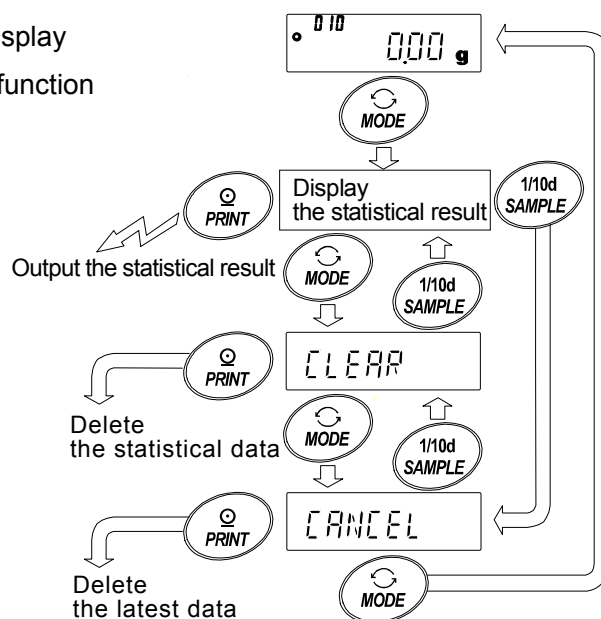 splay
function
010
0.00 g
MODE
PRINT
Display
the statistical result
1/10d
SAMPLE
Output the statistical result
MODE
1/10d
SAMPLE
PRINT
CLEAR
Delete
the statistical data
MODE
1/10d
SAMPLE
PRINT
CANCEL
Delete
the latest data
MODE